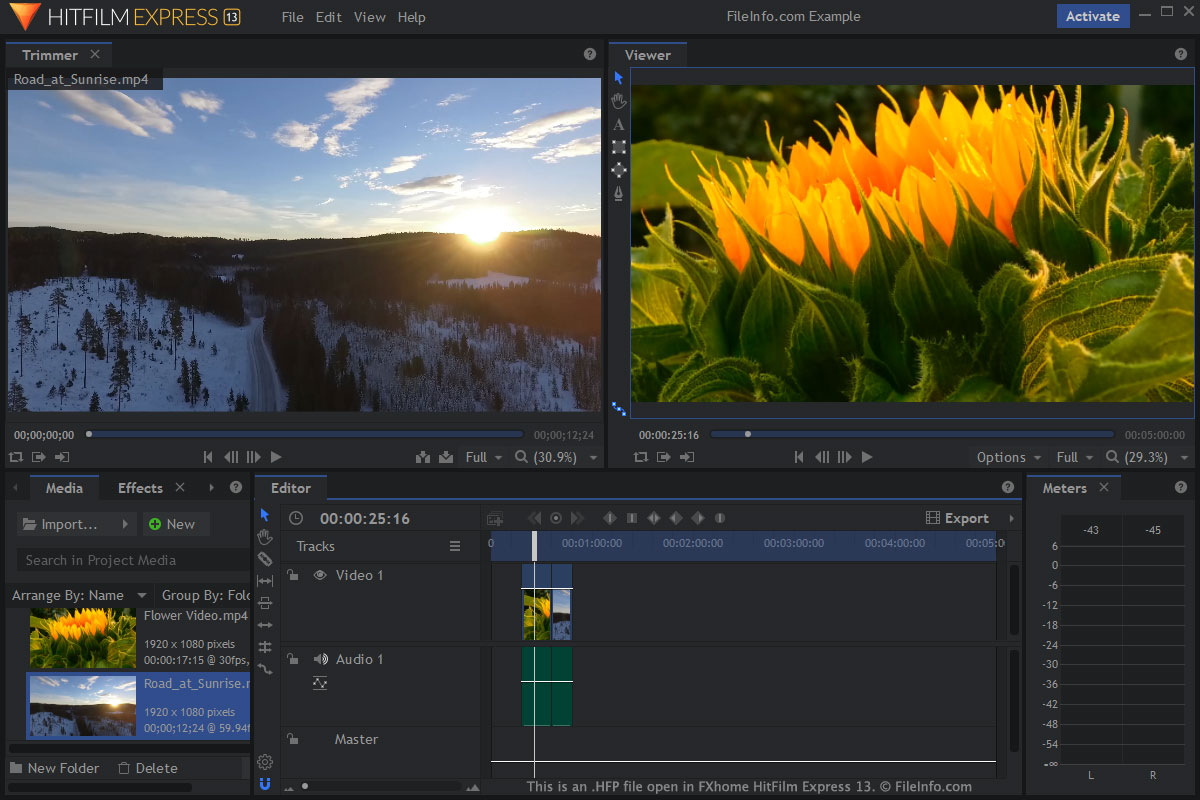 HITFILM EXPRESS 13
File Edit View Help
FileInfo.com Example
Activate
Trimmer
Road_at_Sunrise.mp4
00;00;00;00
00;00;12;24
Full
(30.9%)
Viewer
A
00:00:25:16
00:05:00:00
Options
Full
(29.3%)
Media
Effects
Import...
New
Search in Project Media
Arrange By: Name
Group By: Fold
Flower Video.mp4
1920 x 1080 pixels
00:00:17:15 @ 30fps,
Road_at_Sunrise.m
1920 x 1080 pixels
00;00;12;24 @ 59.94f
New Folder
Delete
Editor
00:00:25:16
Export
Tracks
0 00:01:00:00 00:02:00:00 00:03:00:00 00:04:00:00 00:05:0
Video 1
Audio 1
Master
This is an .HFP file open in FXhome HitFilm Express 13. © FileInfo.com
Meters
-43 -45
6
0
-6
-12
-18
-24
-30
-36
-42
-48
-54
-∞
L R